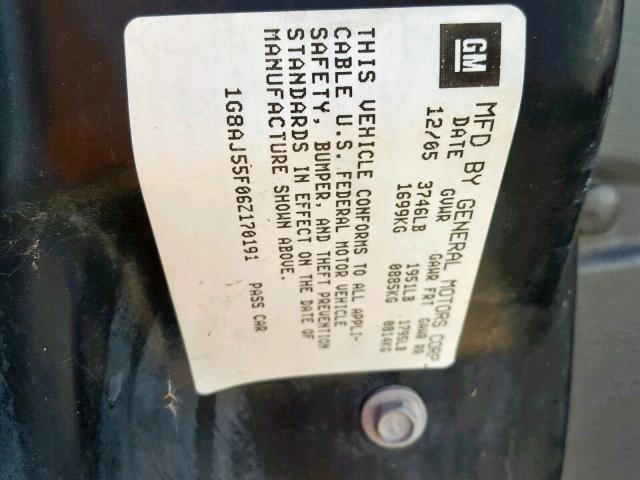 GM
MFD BY GENERAL MOTORS CORP
DATE GVWR GAWR FRT GAWR RR
12/05 3746LB 1951LB 1795LB
1699KG 0885KG 0814KG
THIS VEHICLE CONFORMS TO ALL APPLI-
CABLE U.S. FEDERAL MOTOR VEHICLE
SAFETY, BUMPER, AND THEFT PREVENTION
STANDARDS IN EFFECT ON THE DATE OF
MANUFACTURE SHOWN ABOVE.
1G8AJ55F06Z170191 PASS CAR